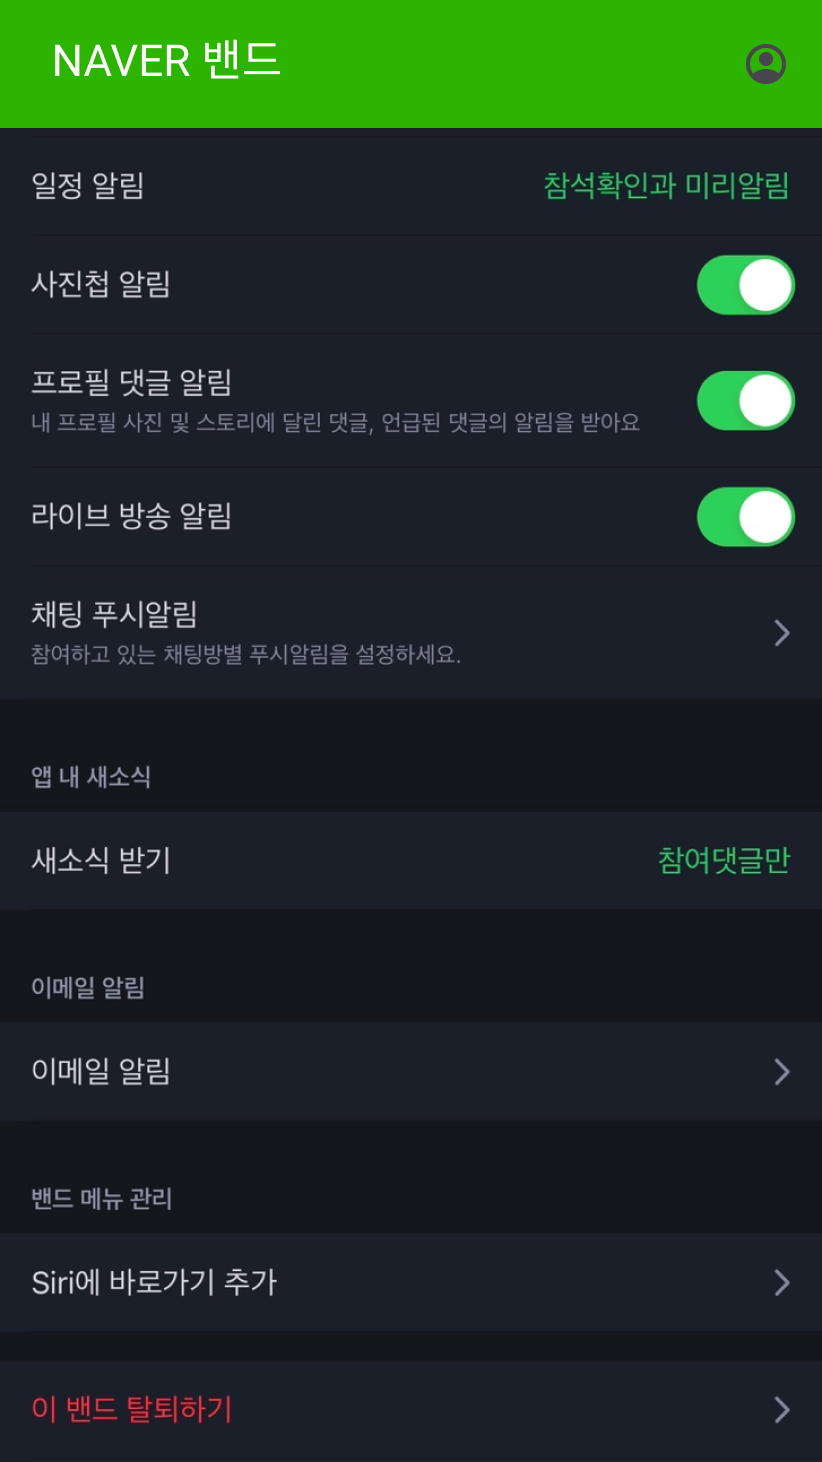 NAVER 밴드
일정 알림 참석확인과 미리알림
사진첩 알림
프로필 댓글 알림
내 프로필 사진 및 스토리에 달린 댓글, 언급된 댓글의 알림을 받아요
라이브 방송 알림
채팅 푸시알림
참여하고 있는 채팅방별 푸시알림을 설정하세요.
앱 내 새소식
새소식 받기 참여댓글만
이메일 알림
이메일 알림
밴드 메뉴 관리
Siri에 바로가기 추가
이 밴드 탈퇴하기